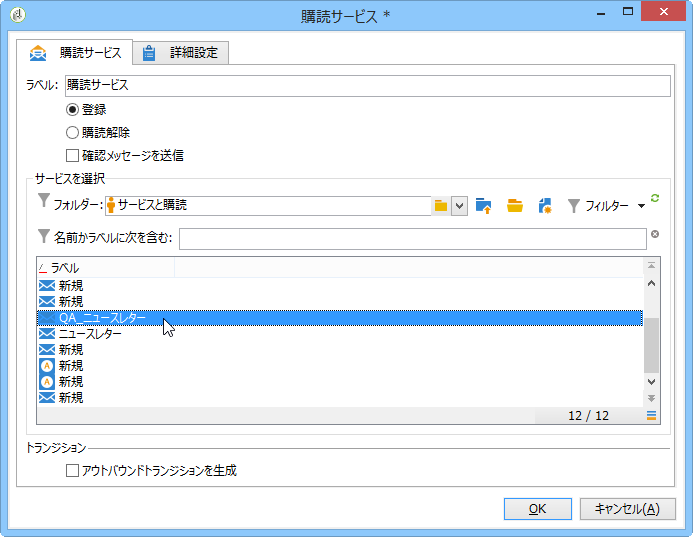 購読サービス *
購読サービス 詳細設定
ラベル: 購読サービス
登録
購読解除
確認メッセージを送信
サービスを選択
フォルダー: サービスと購読 フィルター
名前かラベルに次を含む:
ラベル
新規
新規
QA_ニュースレター
ニュースレター
新規
新規
新規
新規
12 / 12
トランジション
アウトバウンドトランジションを生成
OK キャンセル(A)